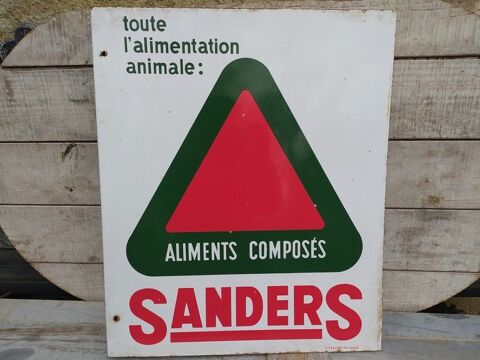 toute
l'alimentation
animale:
ALIMENTS COMPOSÉS
SANDERS